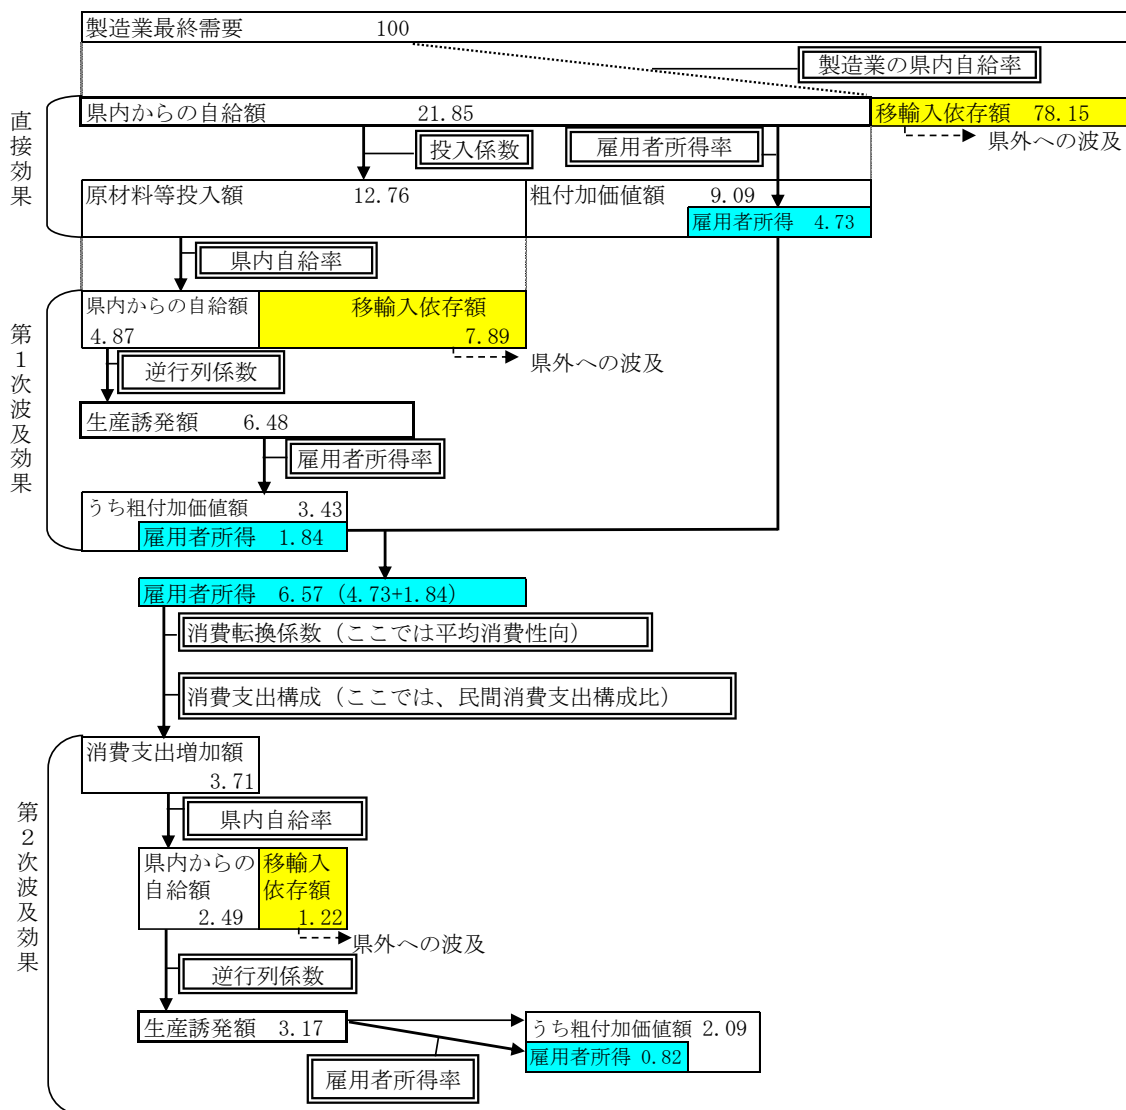 製造業最終需要 100
製造業の県内自給率
直接効果
県内からの自給額 21.85
移輸入依存額 78.15
県外への波及
投入係数
雇用者所得率
原材料等投入額 12.76
粗付加価値額 9.09
雇用者所得 4.73
県内自給率
第1次波及効果
県内からの自給額
4.87
移輸入依存額
7.89
県外への波及
逆行列係数
生産誘発額 6.48
雇用者所得率
うち粗付加価値額 3.43
雇用者所得 1.84
雇用者所得 6.57 (4.73+1.84)
消費転換係数（ここでは平均消費性向）
消費支出構成（ここでは、民間消費支出構成比）
第2次波及効果
消費支出増加額
3.71
県内自給率
県内からの
自給額
2.49
移輸入
依存額
1.22
県外への波及
逆行列係数
生産誘発額 3.17
うち粗付加価値額 2.09
雇用者所得 0.82
雇用者所得率